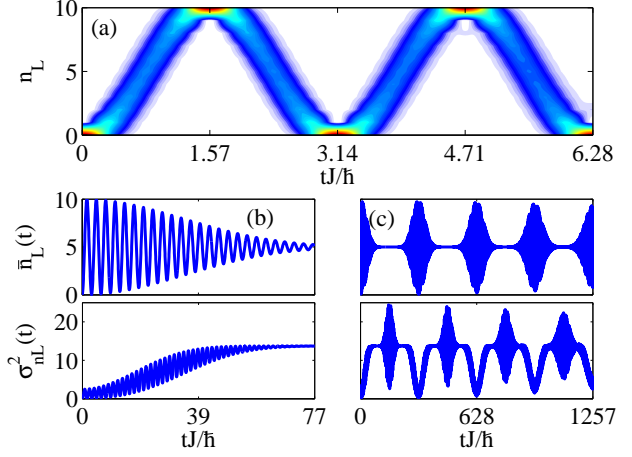 10
(a)
n_L
5
0
0 1.57 3.14 4.71 6.28
tJ/ħ
10
(b) (c)
n̄_L(t)
5
0
σ²_nL(t)
20
10
0
0 39 77 0 628 1257
tJ/ħ tJ/ħ